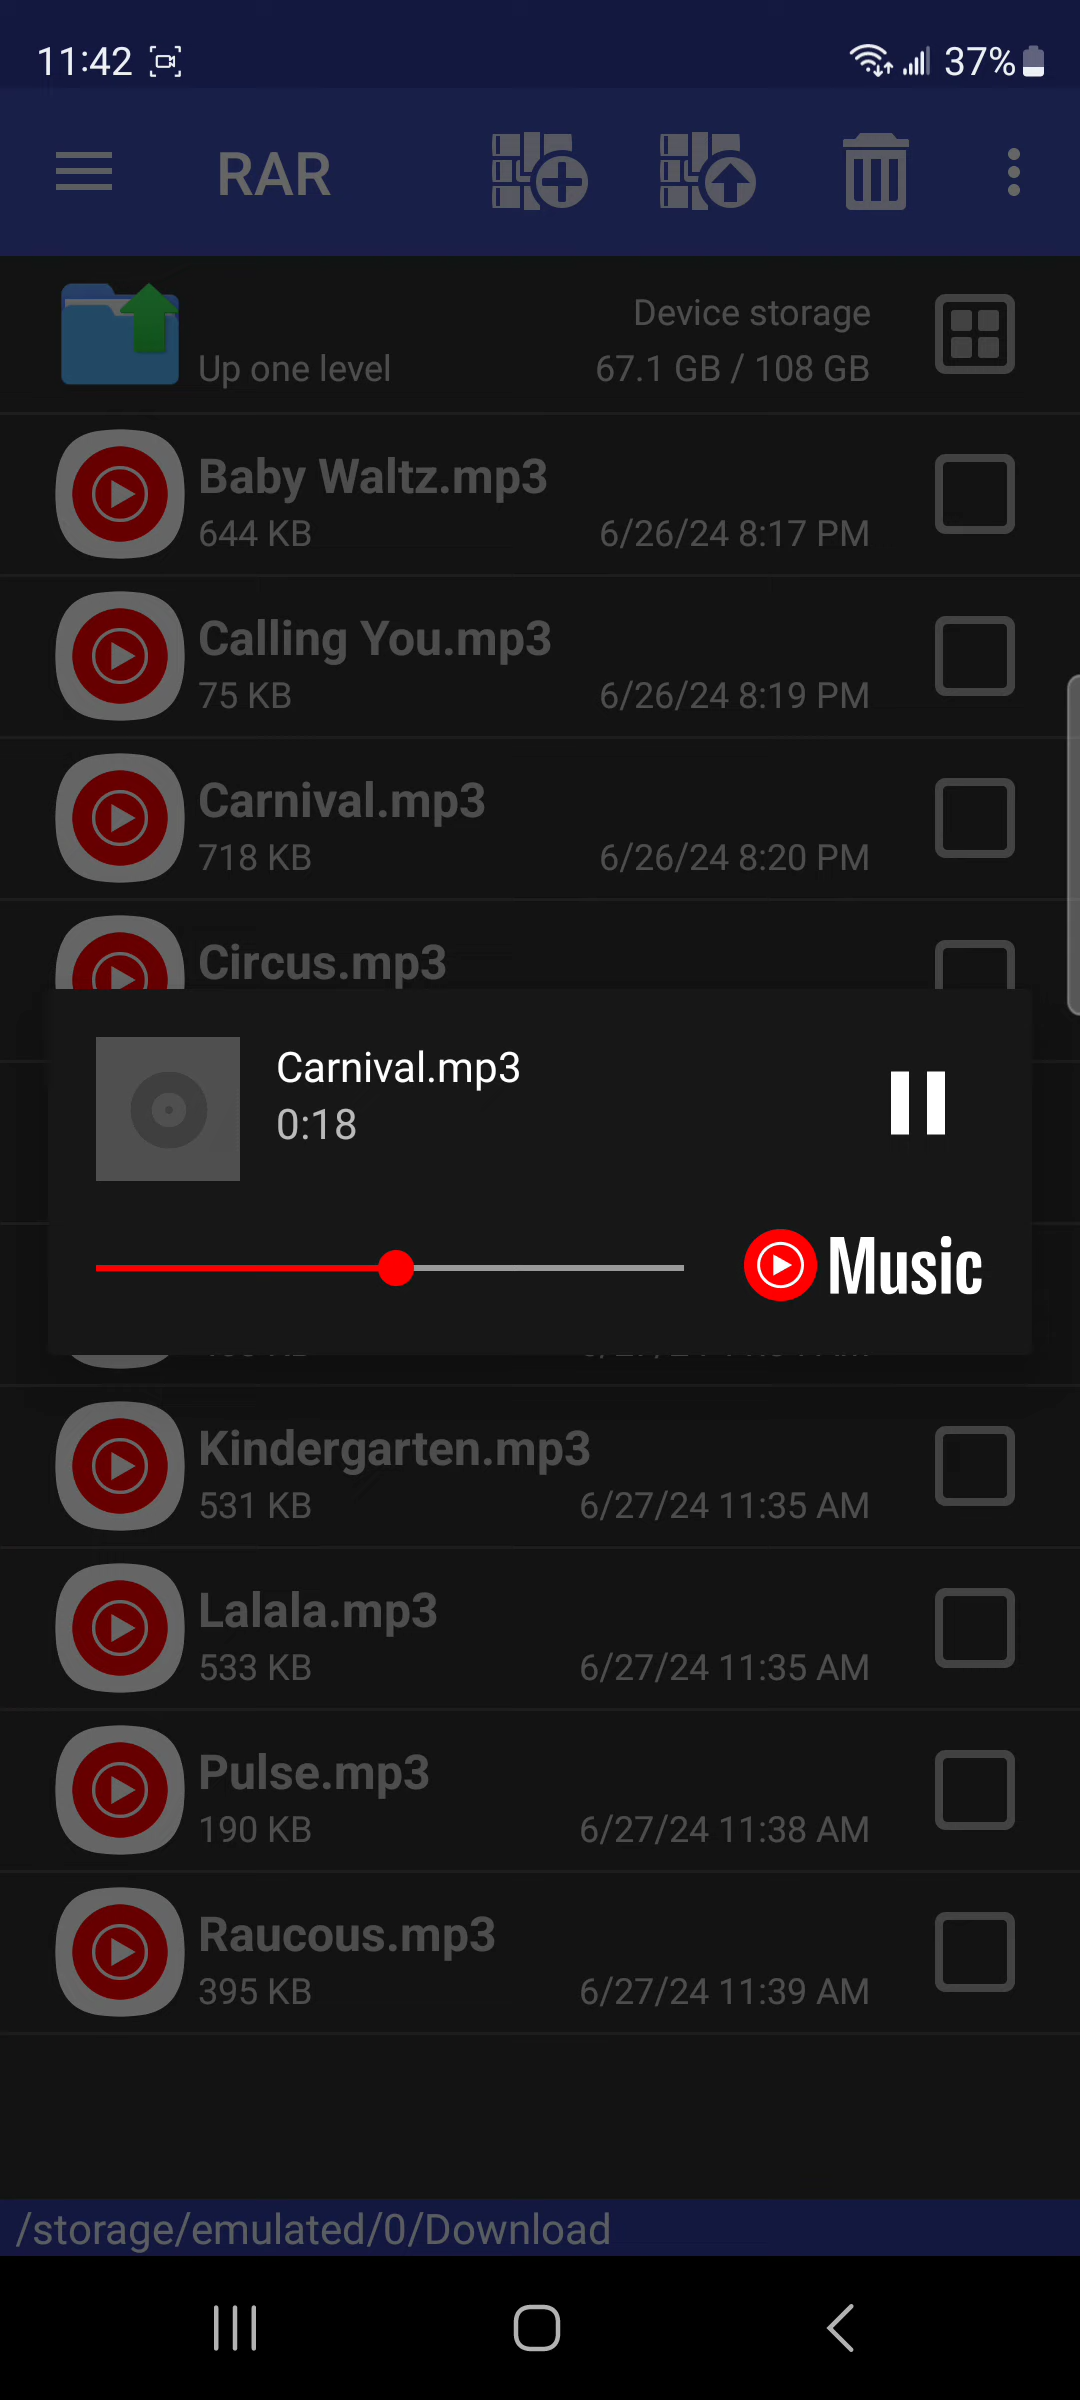 11:42
37%
RAR
Device storage
Up one level
67.1 GB / 108 GB
Baby Waltz.mp3
644 KB
6/26/24 8:17 PM
Calling You.mp3
75 KB
6/26/24 8:19 PM
Carnival.mp3
718 KB
6/26/24 8:20 PM
Circus.mp3
Carnival.mp3
0:18
Music
Kindergarten.mp3
531 KB
6/27/24 11:35 AM
Lalala.mp3
533 KB
6/27/24 11:35 AM
Pulse.mp3
190 KB
6/27/24 11:38 AM
Raucous.mp3
395 KB
6/27/24 11:39 AM
/storage/emulated/0/Download